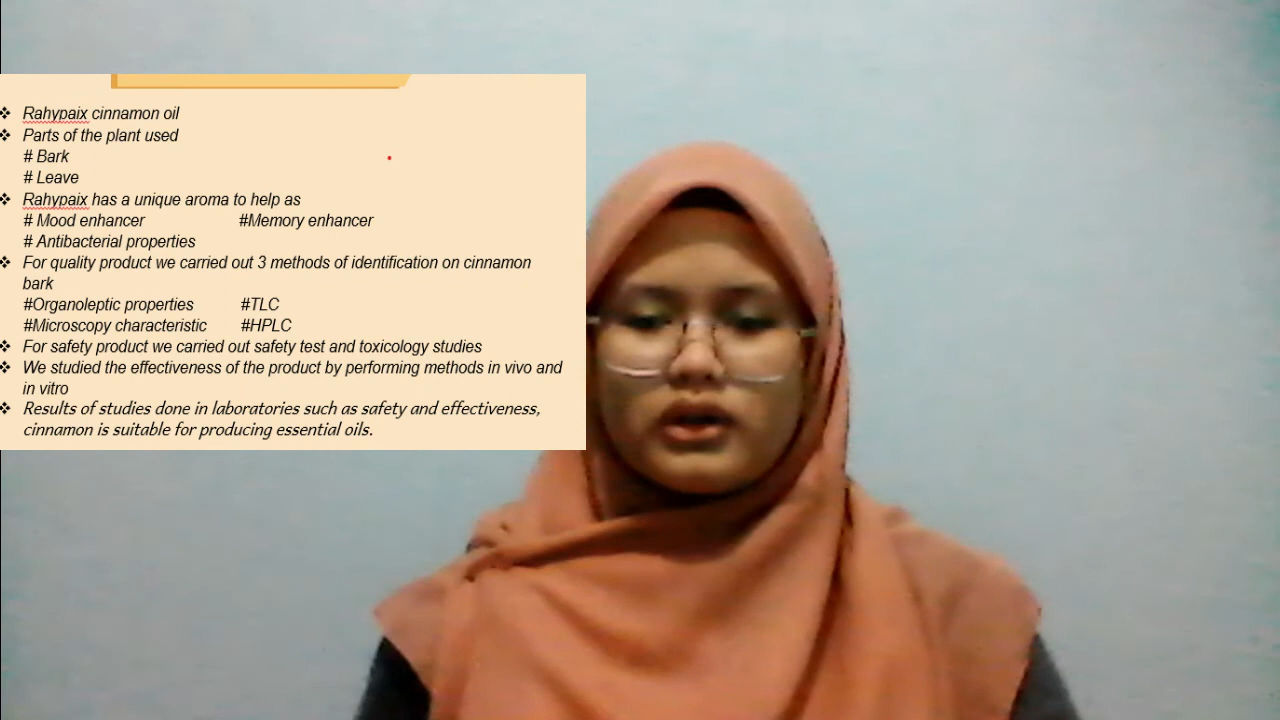 ❖ Rahypaix cinnamon oil
❖ Parts of the plant used
# Bark
# Leave
❖ Rahypaix has a unique aroma to help as
# Mood enhancer #Memory enhancer
# Antibacterial properties
❖ For quality product we carried out 3 methods of identification on cinnamon
bark
#Organoleptic properties #TLC
#Microscopy characteristic #HPLC
❖ For safety product we carried out safety test and toxicology studies
❖ We studied the effectiveness of the product by performing methods in vivo and
in vitro
❖ Results of studies done in laboratories such as safety and effectiveness,
cinnamon is suitable for producing essential oils.